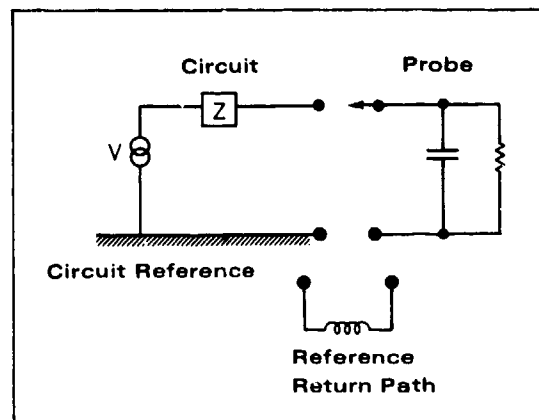 Circuit
Probe
Z
V
Circuit Reference
Reference
Return Path